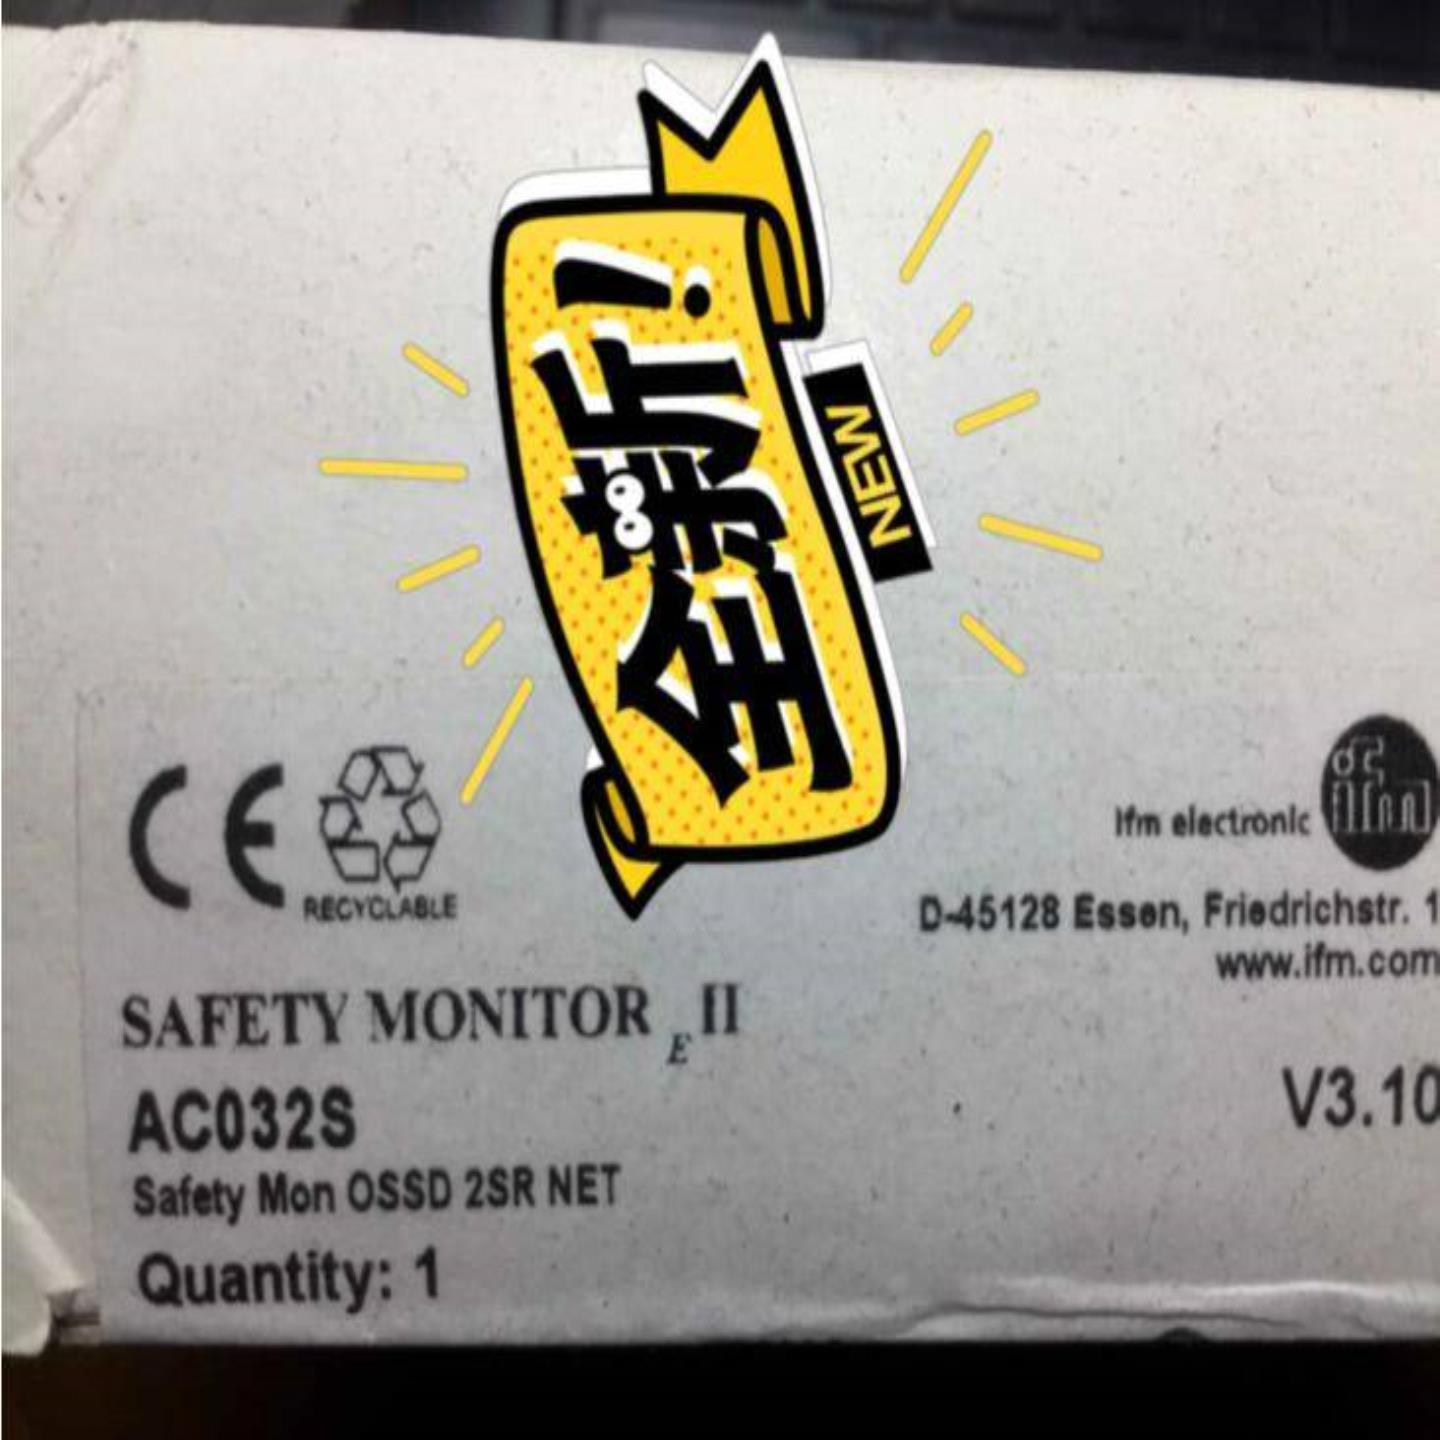 全新!
NEW
CE
RECYCLABLE
ifm electronic
ifm
D-45128 Essen, Friedrichstr. 1
www.ifm.com
SAFETY MONITOR E II
AC032S
V3.10
Safety Mon OSSD 2SR NET
Quantity: 1